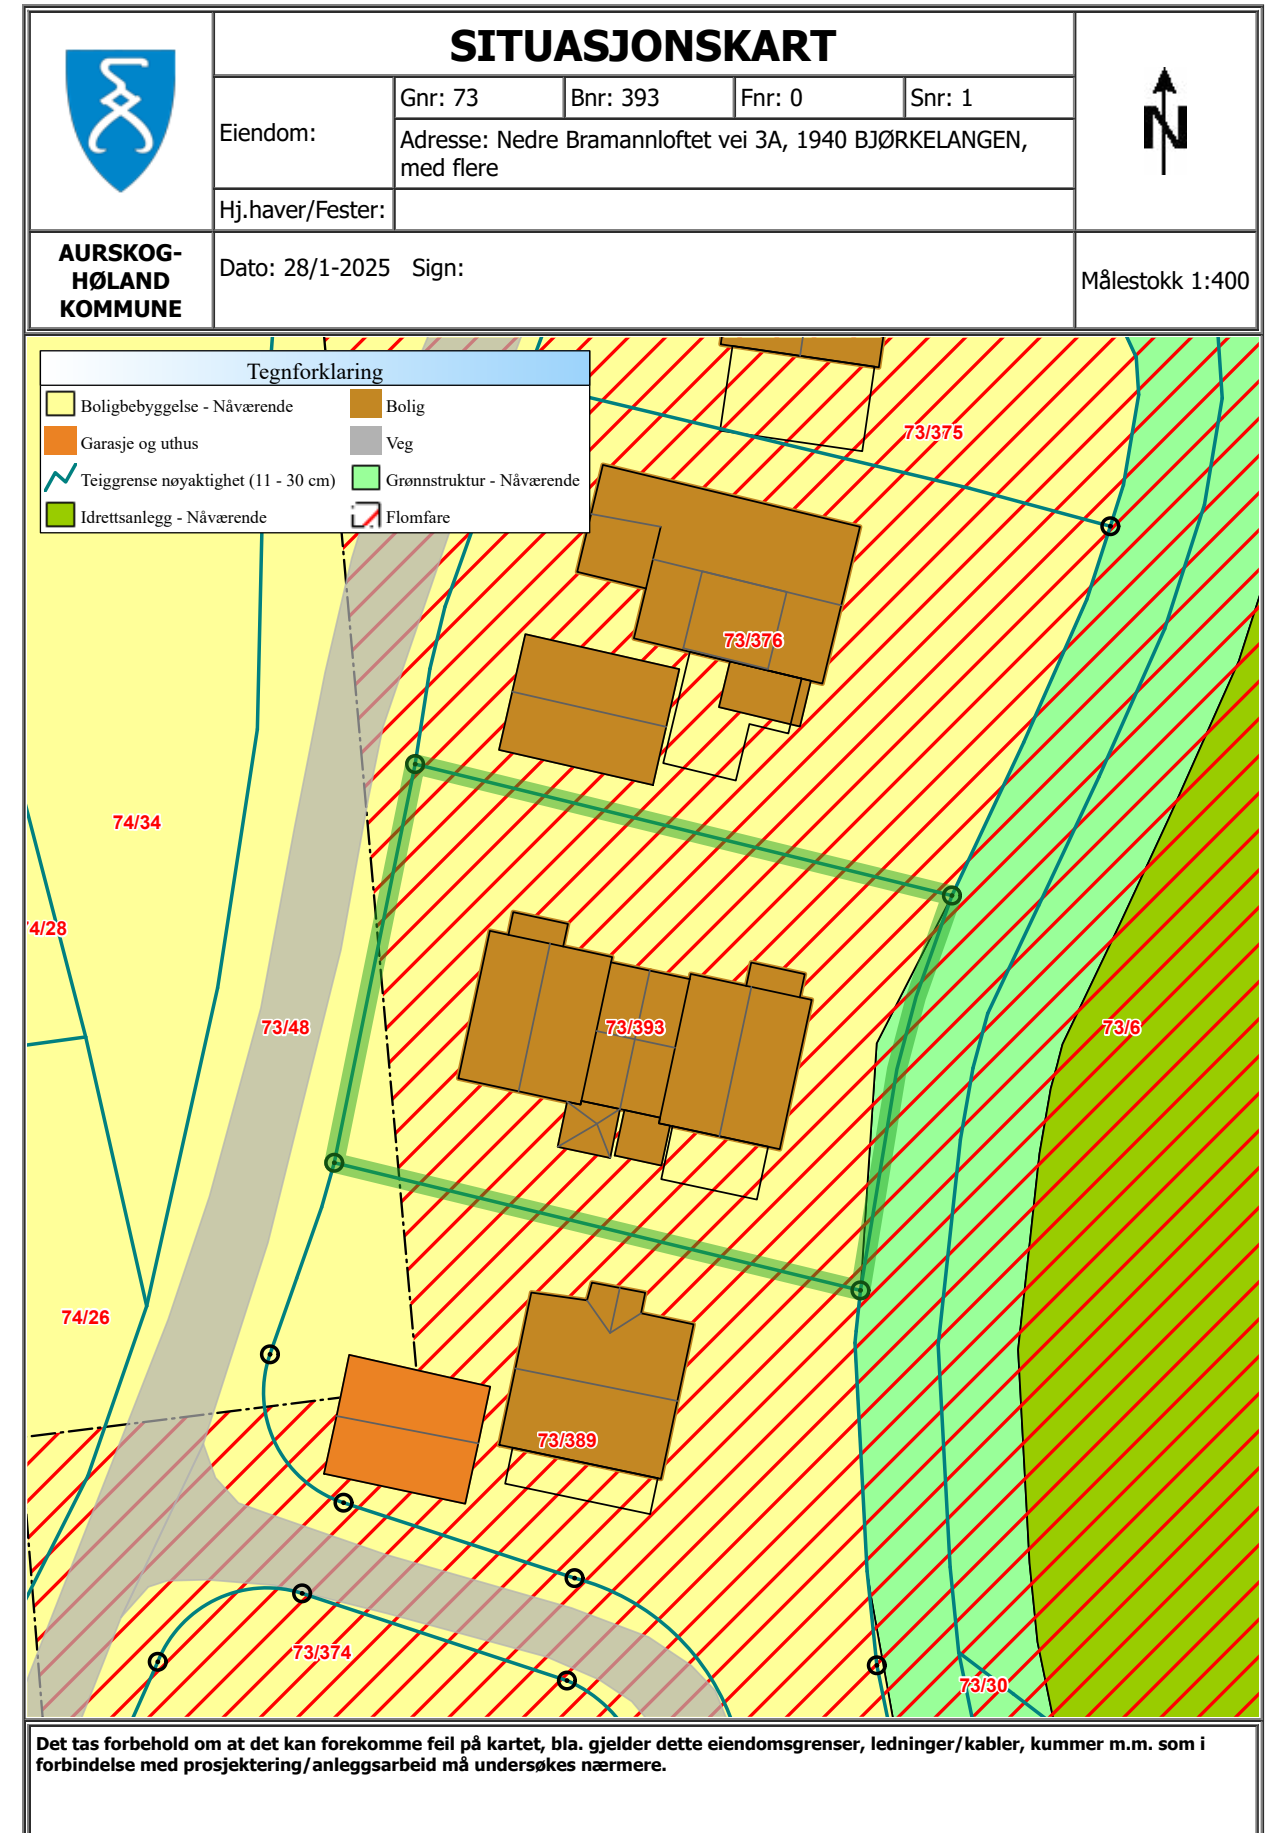 SITUASJONSKART
Eiendom:
Gnr: 73
Bnr: 393
Fnr: 0
Snr: 1
Adresse: Nedre Bramannloftet vei 3A, 1940 BJØRKELANGEN,
med flere
Hj.haver/Fester:
N
AURSKOG-
HØLAND
KOMMUNE
Dato: 28/1-2025 Sign:
Målestokk 1:400
Tegnforklaring
Boligbebyggelse - Nåværende
Bolig
Garasje og uthus
Veg
Teiggrense nøyaktighet (11 - 30 cm)
Grønnstruktur - Nåværende
Idrettsanlegg - Nåværende
Flomfare
73/375
73/376
74/34
4/28
73/48
73/393
73/6
74/26
73/389
73/374
73/30
Det tas forbehold om at det kan forekomme feil på kartet, bla. gjelder dette eiendomsgrenser, ledninger/kabler, kummer m.m. som i
forbindelse med prosjektering/anleggsarbeid må undersøkes nærmere.